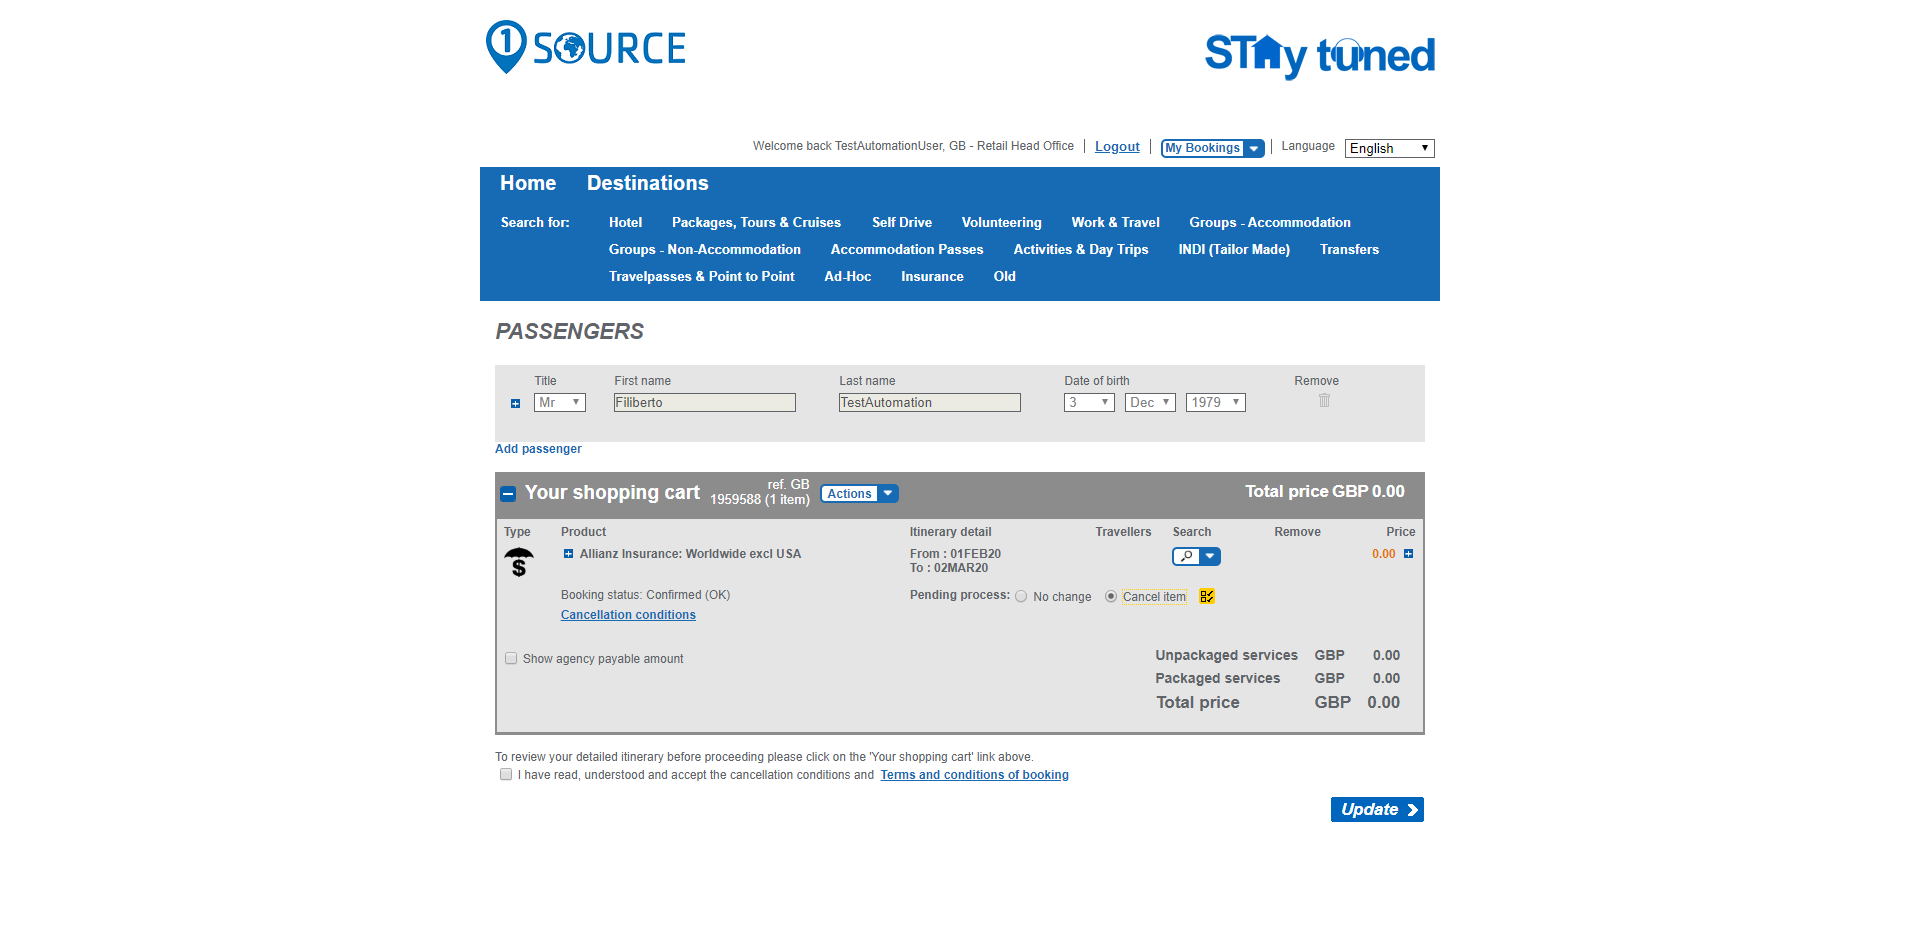 1 SOURCE
STAy tuned
Welcome back TestAutomationUser, GB - Retail Head Office Logout My Bookings Language English
Home Destinations
Search for: Hotel Packages, Tours & Cruises Self Drive Volunteering Work & Travel Groups - Accommodation
Groups - Non-Accommodation Accommodation Passes Activities & Day Trips INDI (Tailor Made) Transfers
Travelpasses & Point to Point Ad-Hoc Insurance Old
PASSENGERS
Title First name Last name Date of birth Remove
Mr Filiberto TestAutomation 3 Dec 1979
Add passenger
Your shopping cart ref. GB 1959588 (1 item) Actions Total price GBP 0.00
Type Product Itinerary detail Travellers Search Remove Price
$ Allianz Insurance: Worldwide excl USA From : 01FEB20 0.00
To : 02MAR20
Booking status: Confirmed (OK) Pending process: No change Cancel item
Cancellation conditions
Show agency payable amount
Unpackaged services GBP 0.00
Packaged services GBP 0.00
Total price GBP 0.00
To review your detailed itinerary before proceeding please click on the 'Your shopping cart' link above.
I have read, understood and accept the cancellation conditions and Terms and conditions of booking
Update